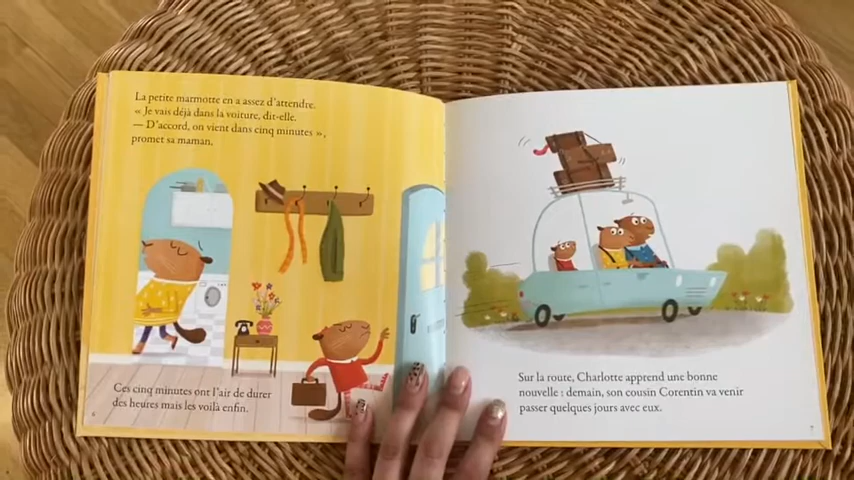 La petite marmotte en a assez d'attendre.
« Je vais déjà dans la voiture, dit-elle.
— D'accord, on vient dans cinq minutes »,
promet sa maman.
Ces cinq minutes ont l'air de durer
des heures mais les voilà enfin.
Sur la route, Charlotte apprend une bonne
nouvelle : demain, son cousin Corentin va venir
passer quelques jours avec eux.